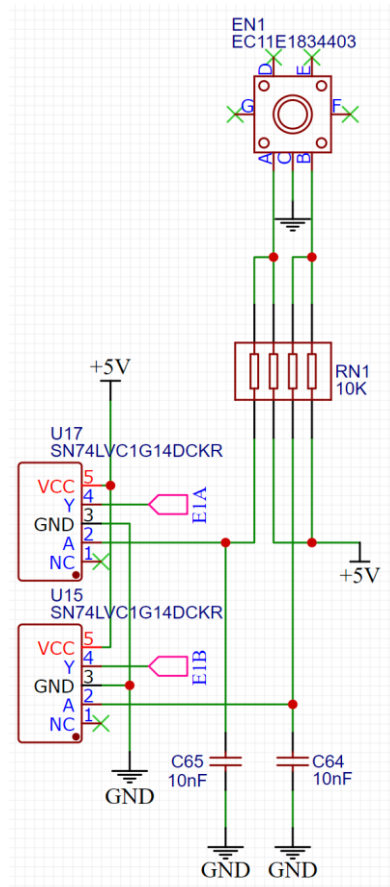 EN1
EC11E1834403
D E
G F
A C B
RN1
10K
+5V
U17
SN74LVC1G14DCKR
VCC 5
Y 4
E1A
GND 3
A 2
NC 1
+5V
U15
SN74LVC1G14DCKR
VCC 5
Y 4
E1B
GND 3
A 2
NC 1
C65
10nF
C64
10nF
GND
GND
GND